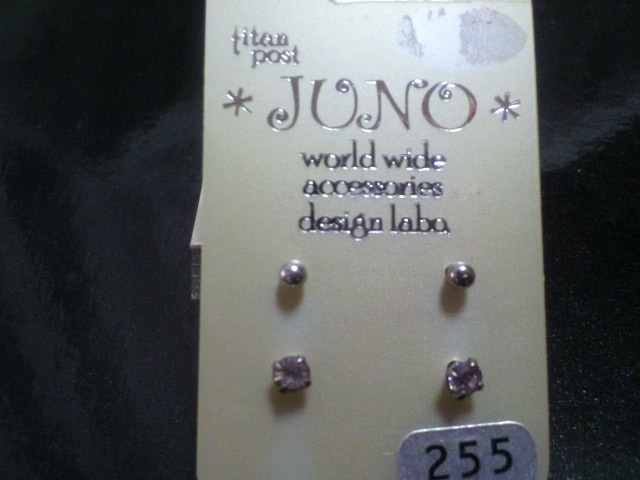 titan
post
* JUNO *
world wide
accessories
design labo.
255